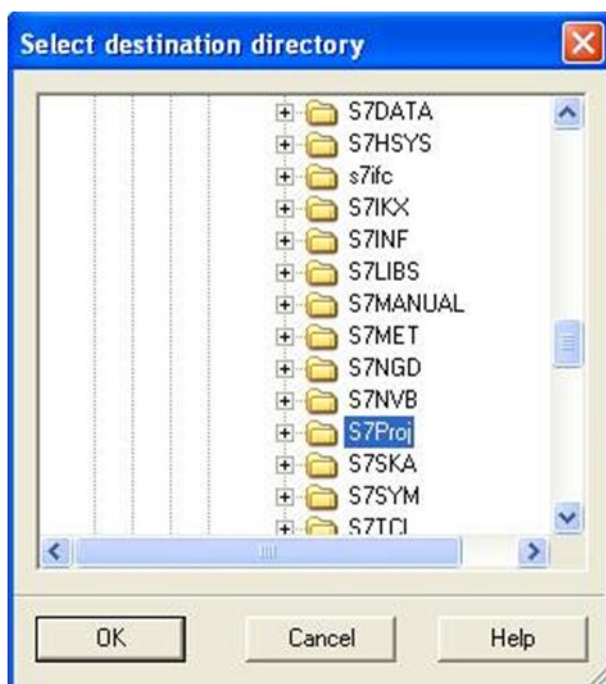 Select destination directory
S7DATA
S7HSYS
s7ifc
S7IKX
S7INF
S7LIBS
S7MANUAL
S7MET
S7NGD
S7NVB
S7Proj
S7SKA
S7SYM
S7TCI
OK Cancel Help